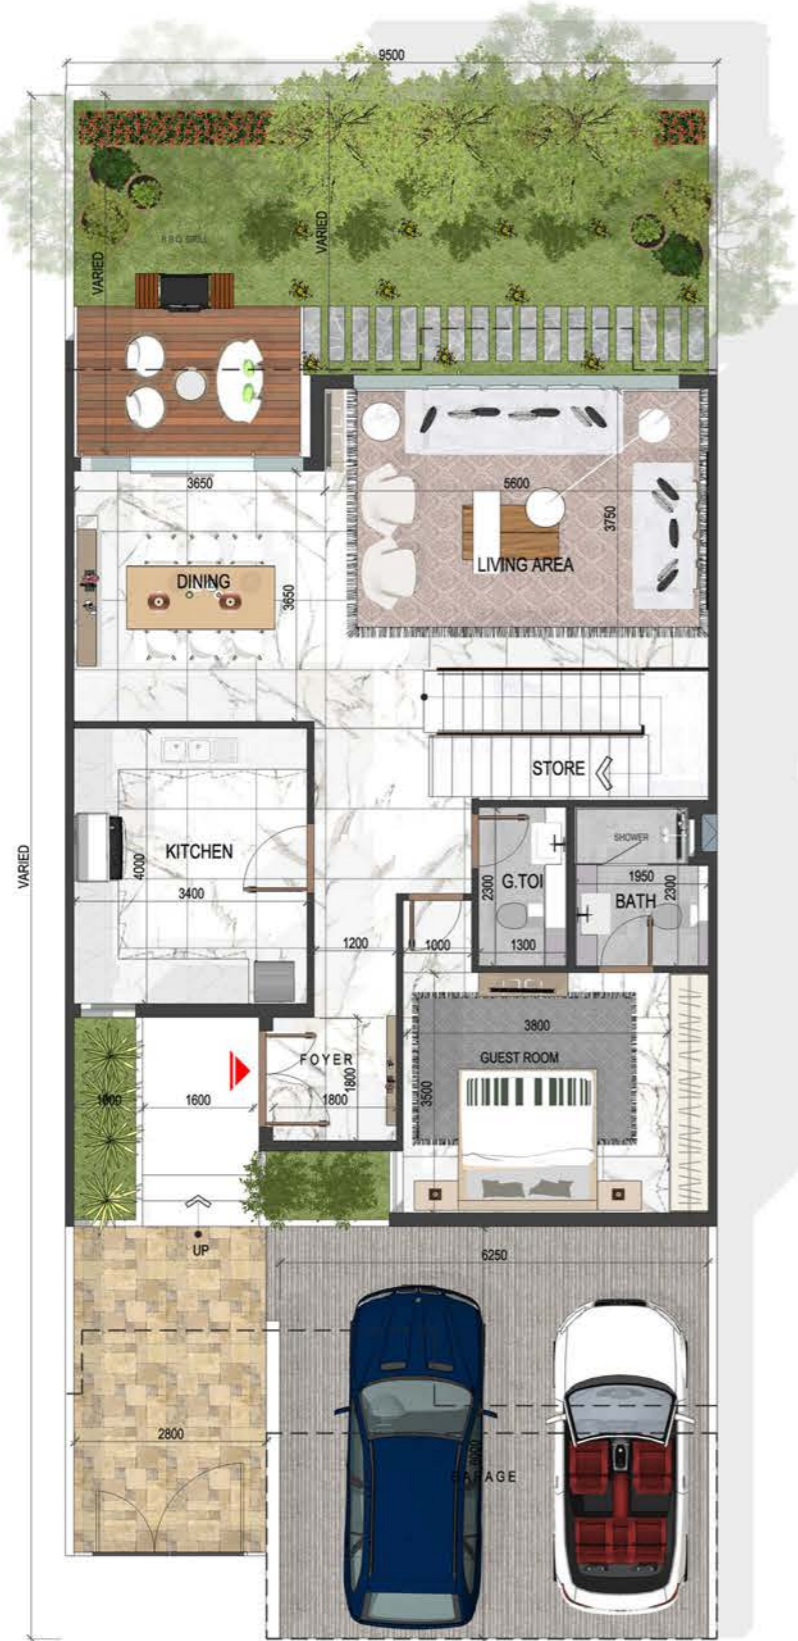 9500
VARIED
VARIED
B.B.Q. GRILL
3650
5600
3750
DINING
LIVING AREA
3650
STORE
KITCHEN
4000
3400
SHOWER
G.TOI
2300
1950
BATH
2300
VARIED
1200
1000
1300
3800
FOYER
GUEST ROOM
1800
1800
3500
1000
1600
UP
6250
2800
GARAGE